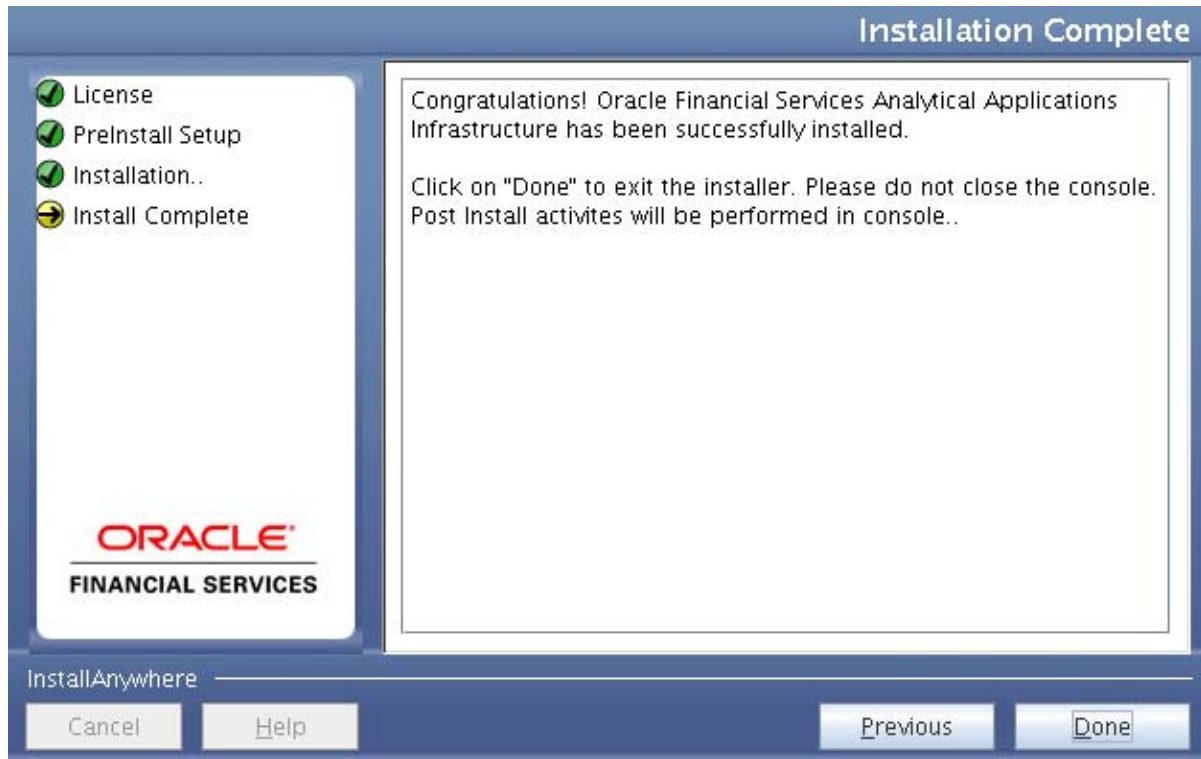 Installation Complete
License
PreInstall Setup
Installation..
Install Complete
ORACLE
FINANCIAL SERVICES
Congratulations! Oracle Financial Services Analytical Applications
Infrastructure has been successfully installed.
Click on "Done" to exit the installer. Please do not close the console.
Post Install activites will be performed in console..
InstallAnywhere
Cancel
Help
Previous
Done